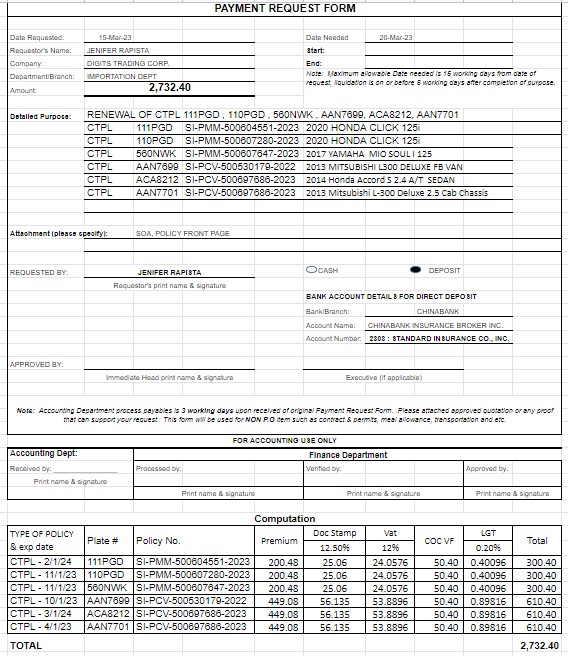 PAYMENT REQUEST FORM
Date Requested: 15-Mar-23 Date Needed 20-Mar-23
Requestor's Name: JENIFER RAPISTA Start:
Company: DIGITS TRADING CORP. End:
Department/Branch: IMPORTATION DEPT Note: Maximum allowable Date needed is 15 working days from date of
Amount: 2,732.40 request, liquidation is on or before 5 working days after completion of purpose.
Detailed Purpose: RENEWAL OF CTPL 111PGD , 110PGD , 560NWK , AAN7699, ACA8212, AAN7701
CTPL 111PGD SI-PMM-500604551-2023 2020 HONDA CLICK 125i
CTPL 110PGD SI-PMM-500607280-2023 2020 HONDA CLICK 125i
CTPL 560NWK SI-PMM-500607647-2023 2017 YAMAHA MIO SOUL I 125
CTPL AAN7699 SI-PCV-500530179-2022 2013 MITSUBISHI L300 DELUXE FB VAN
CTPL ACA8212 SI-PCV-500697686-2023 2014 Honda Accord S 2.4 A/T SEDAN
CTPL AAN7701 SI-PCV-500697686-2023 2013 Mitsubishi L-300 Deluxe 2.5 Cab Chassis
Attachment (please specify): SOA, POLICY FRONT PAGE
REQUESTED BY: JENIFER RAPISTA CASH DEPOSIT
Requestor's print name & signature
BANK ACCOUNT DETAILS FOR DIRECT DEPOSIT
Bank/Branch: CHINABANK
Account Name: CHINABANK INSURANCE BROKER INC.
Account Number: 2303 : STANDARD INSURANCE CO., INC.
APPROVED BY:
Immediate Head print name & signature Executive (if applicable)
Note: Accounting Department process payables is 3 working days upon received of original Payment Request Form. Please attached approved quotation or any proof
that can support your request. This form will be used for NON P.O item such as contract & permits, meal allowance, transportation and etc.
FOR ACCOUNTING USE ONLY
Accounting Dept: Finance Department
Received by: Processed by: Verified by: Approved by:
Print name & signature
Print name & signature Print name & signature Print name & signature
Computation
TYPE OF POLICY & exp date Plate # Policy No. Premium Doc Stamp 12.50% Vat 12% COC VF LGT 0.20% Total
CTPL - 2/1/24 111PGD SI-PMM-500604551-2023 200.48 25.06 24.0576 50.40 0.40096 300.40
CTPL - 11/1/23 110PGD SI-PMM-500607280-2023 200.48 25.06 24.0576 50.40 0.40096 300.40
CTPL - 11/1/23 560NWK SI-PMM-500607647-2023 200.48 25.06 24.0576 50.40 0.40096 300.40
CTPL - 10/1/23 AAN7699 SI-PCV-500530179-2022 449.08 56.135 53.8896 50.40 0.89816 610.40
CTPL - 3/1/24 ACA8212 SI-PCV-500697686-2023 449.08 56.135 53.8896 50.40 0.89816 610.40
CTPL - 4/1/23 AAN7701 SI-PCV-500697686-2023 449.08 56.135 53.8896 50.40 0.89816 610.40
TOTAL 2,732.40